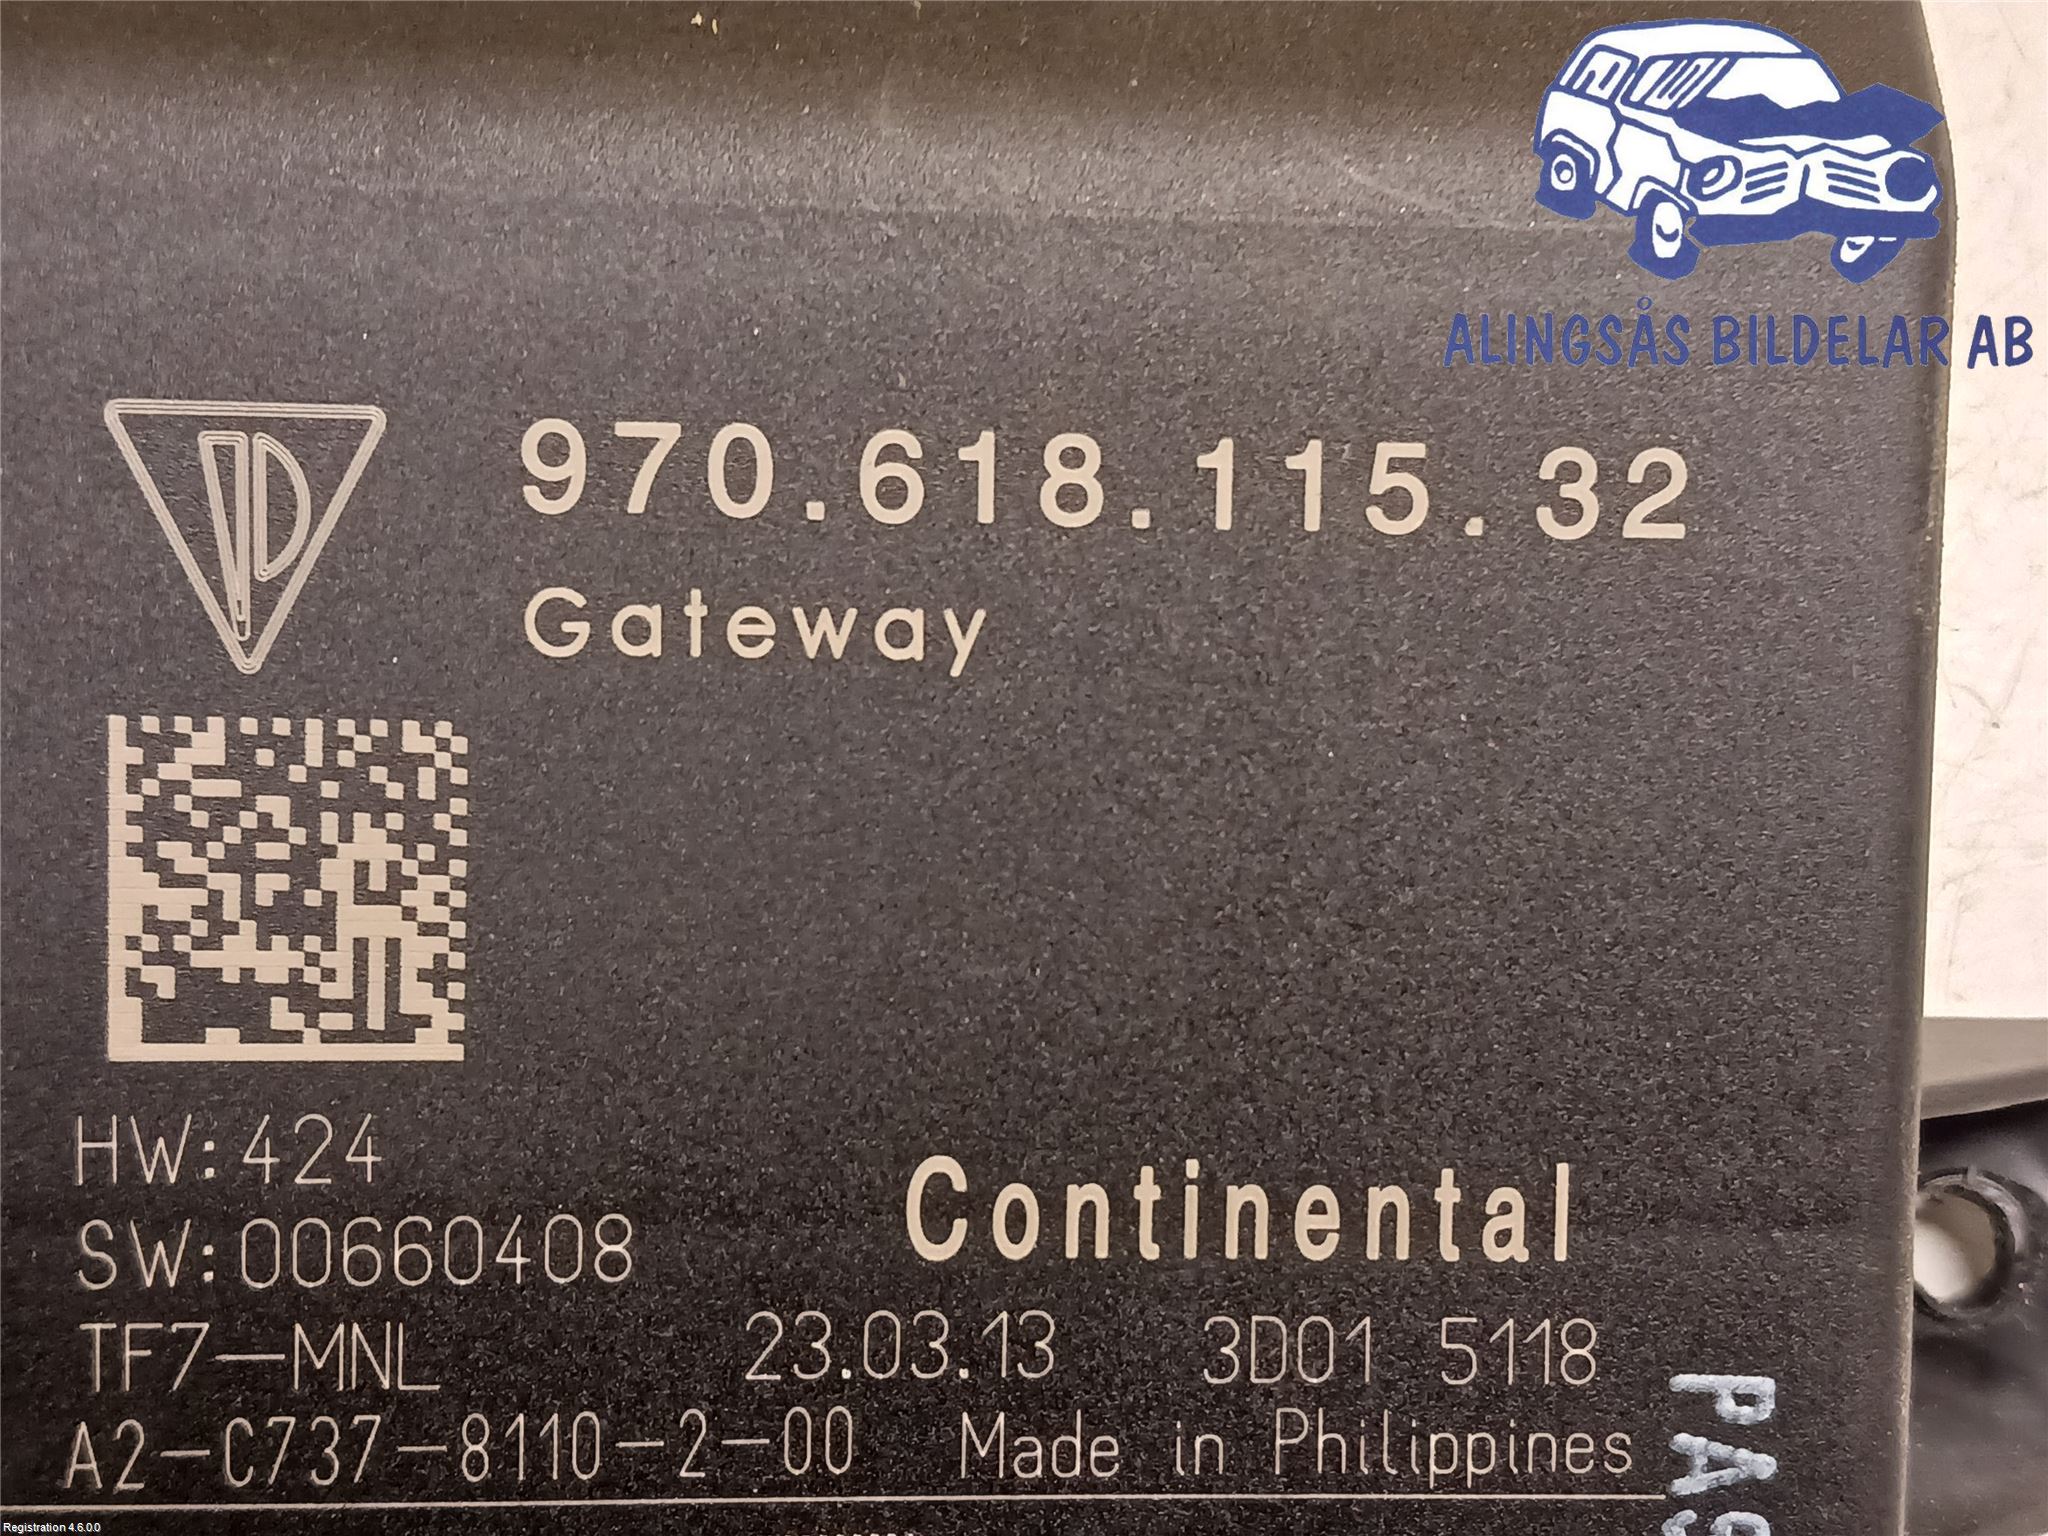 ALINGSÅS BILDELAR AB
970.618.115.32
Gateway
HW:424
SW:00660408
Continental
TF7-MNL 23.03.13 3D01 5118
A2-C737-8110-2-00 Made in Philippines
Registration 4.6.0.0